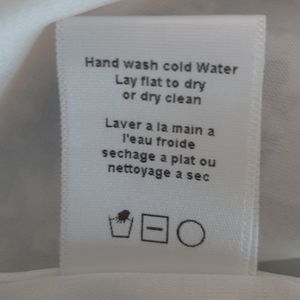 Hand wash cold Water
Lay flat to dry
or dry clean
Laver a la main a
l'eau froide
sechage a plat ou
nettoyage a sec